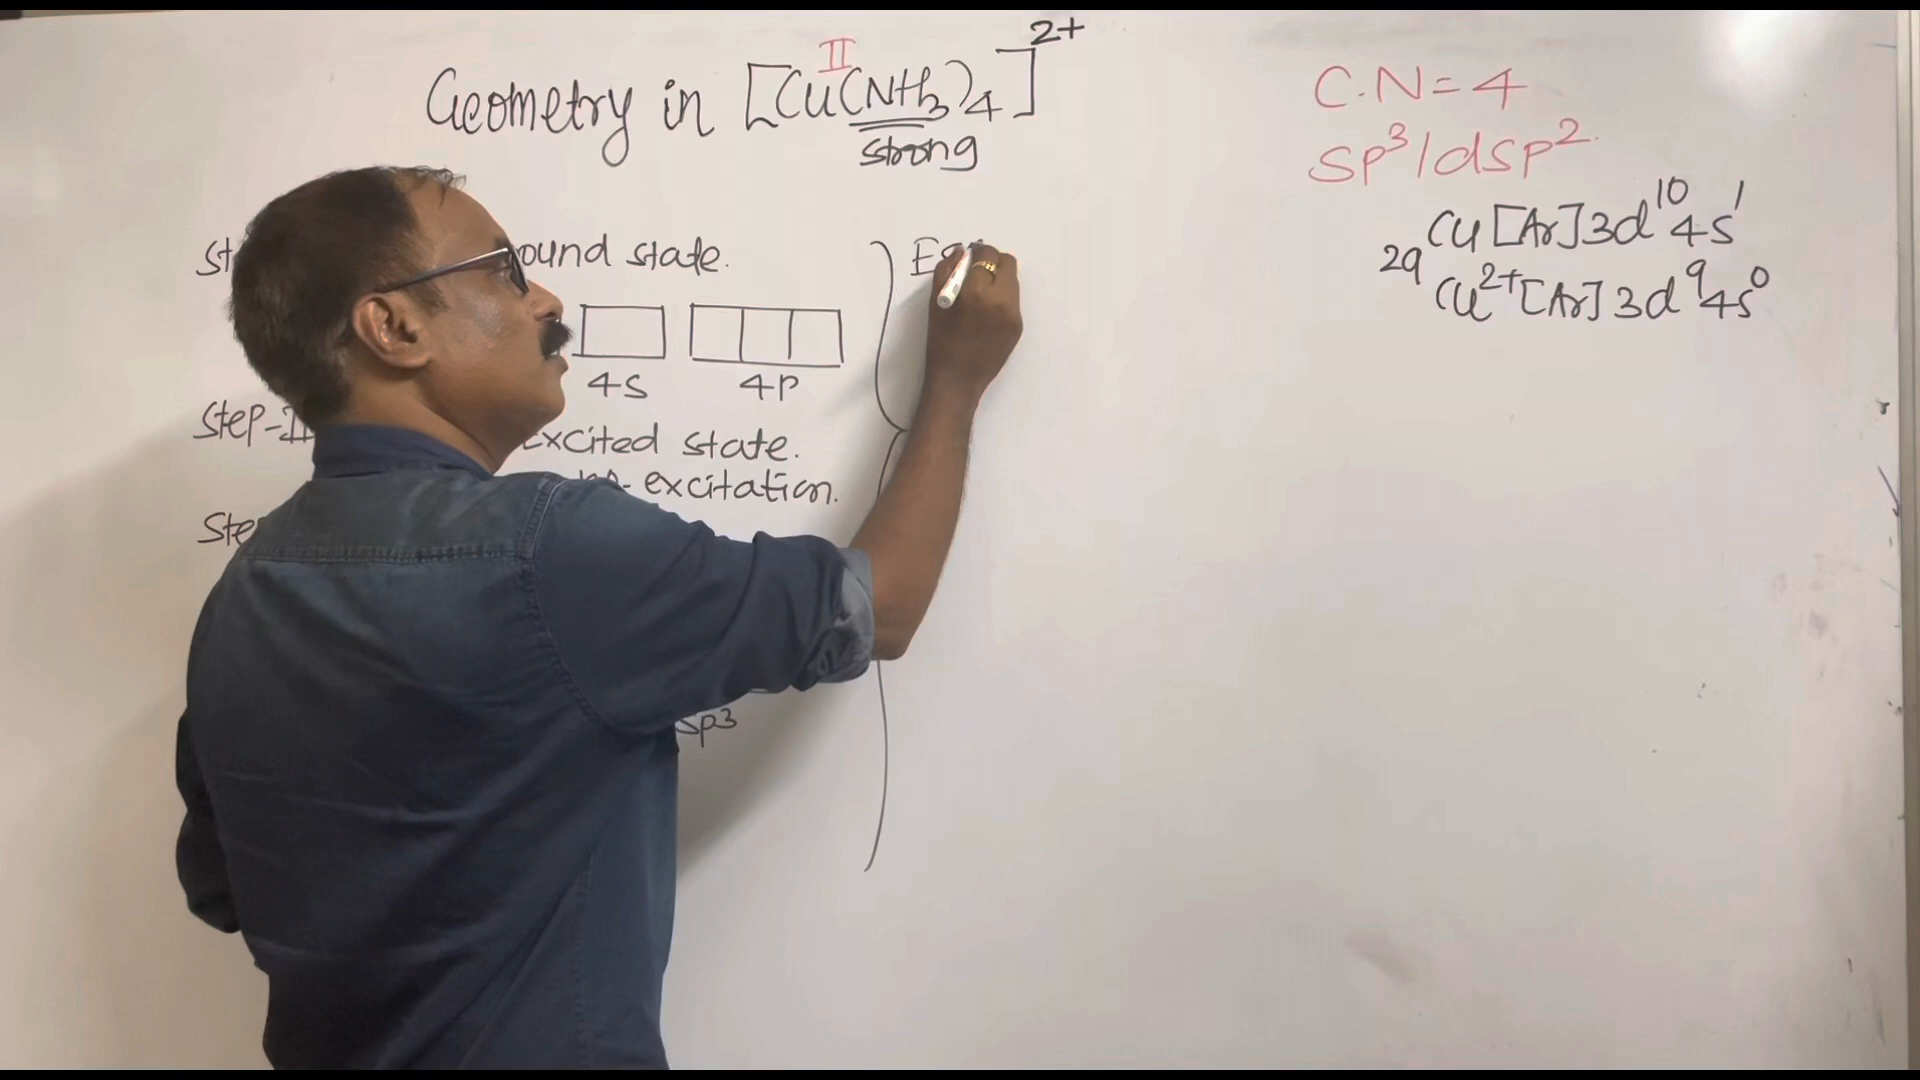 Geometry in [Cu(NH3)4]2+
II
strong
C.N=4
sp3/dsp2
Cu [Ar]3d10 4s1
29
Cu2+[Ar]3d9 4s0
ound state.
4s 4P
Step-II
Excited state.
no excitation.
Ste
sp3